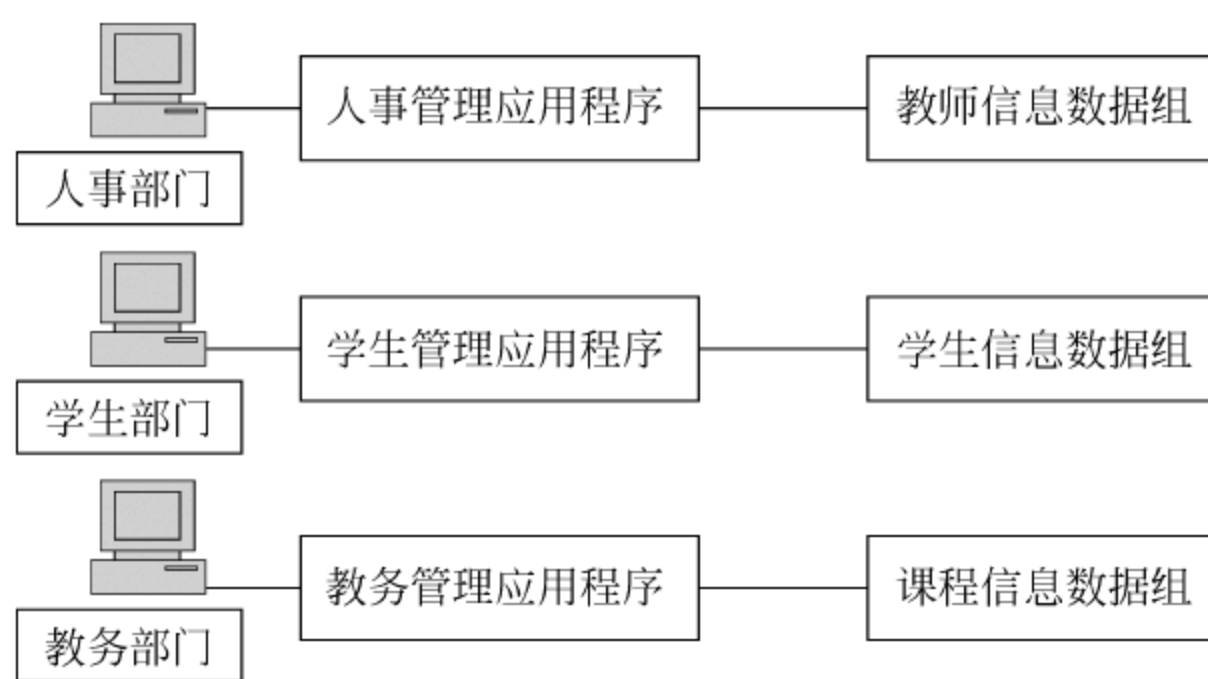 人事管理应用程序
教师信息数据组
人事部门
学生管理应用程序
学生信息数据组
学生部门
教务管理应用程序
课程信息数据组
教务部门